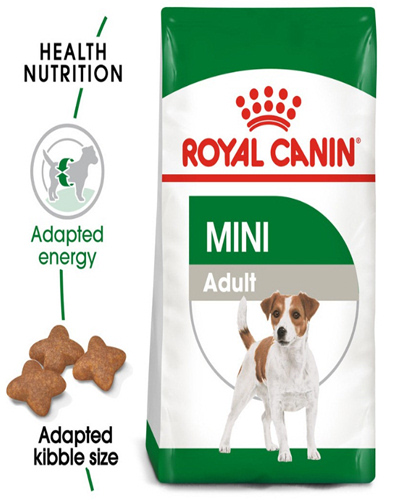 HEALTH
NUTRITION
Adapted
energy
Adapted
kibble size
ROYAL CANIN®
MINI
Adult